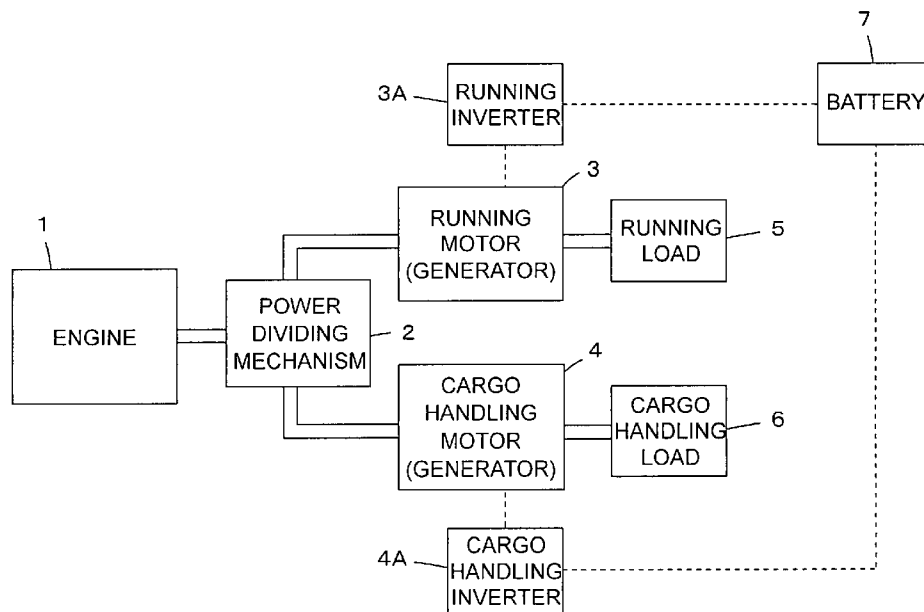 7
3A
RUNNING
INVERTER
BATTERY
3
1
RUNNING
MOTOR
(GENERATOR)
RUNNING
LOAD
5
ENGINE
POWER
DIVIDING
MECHANISM
2
4
CARGO
HANDLING
MOTOR
(GENERATOR)
CARGO
HANDLING
LOAD
6
4A
CARGO
HANDLING
INVERTER